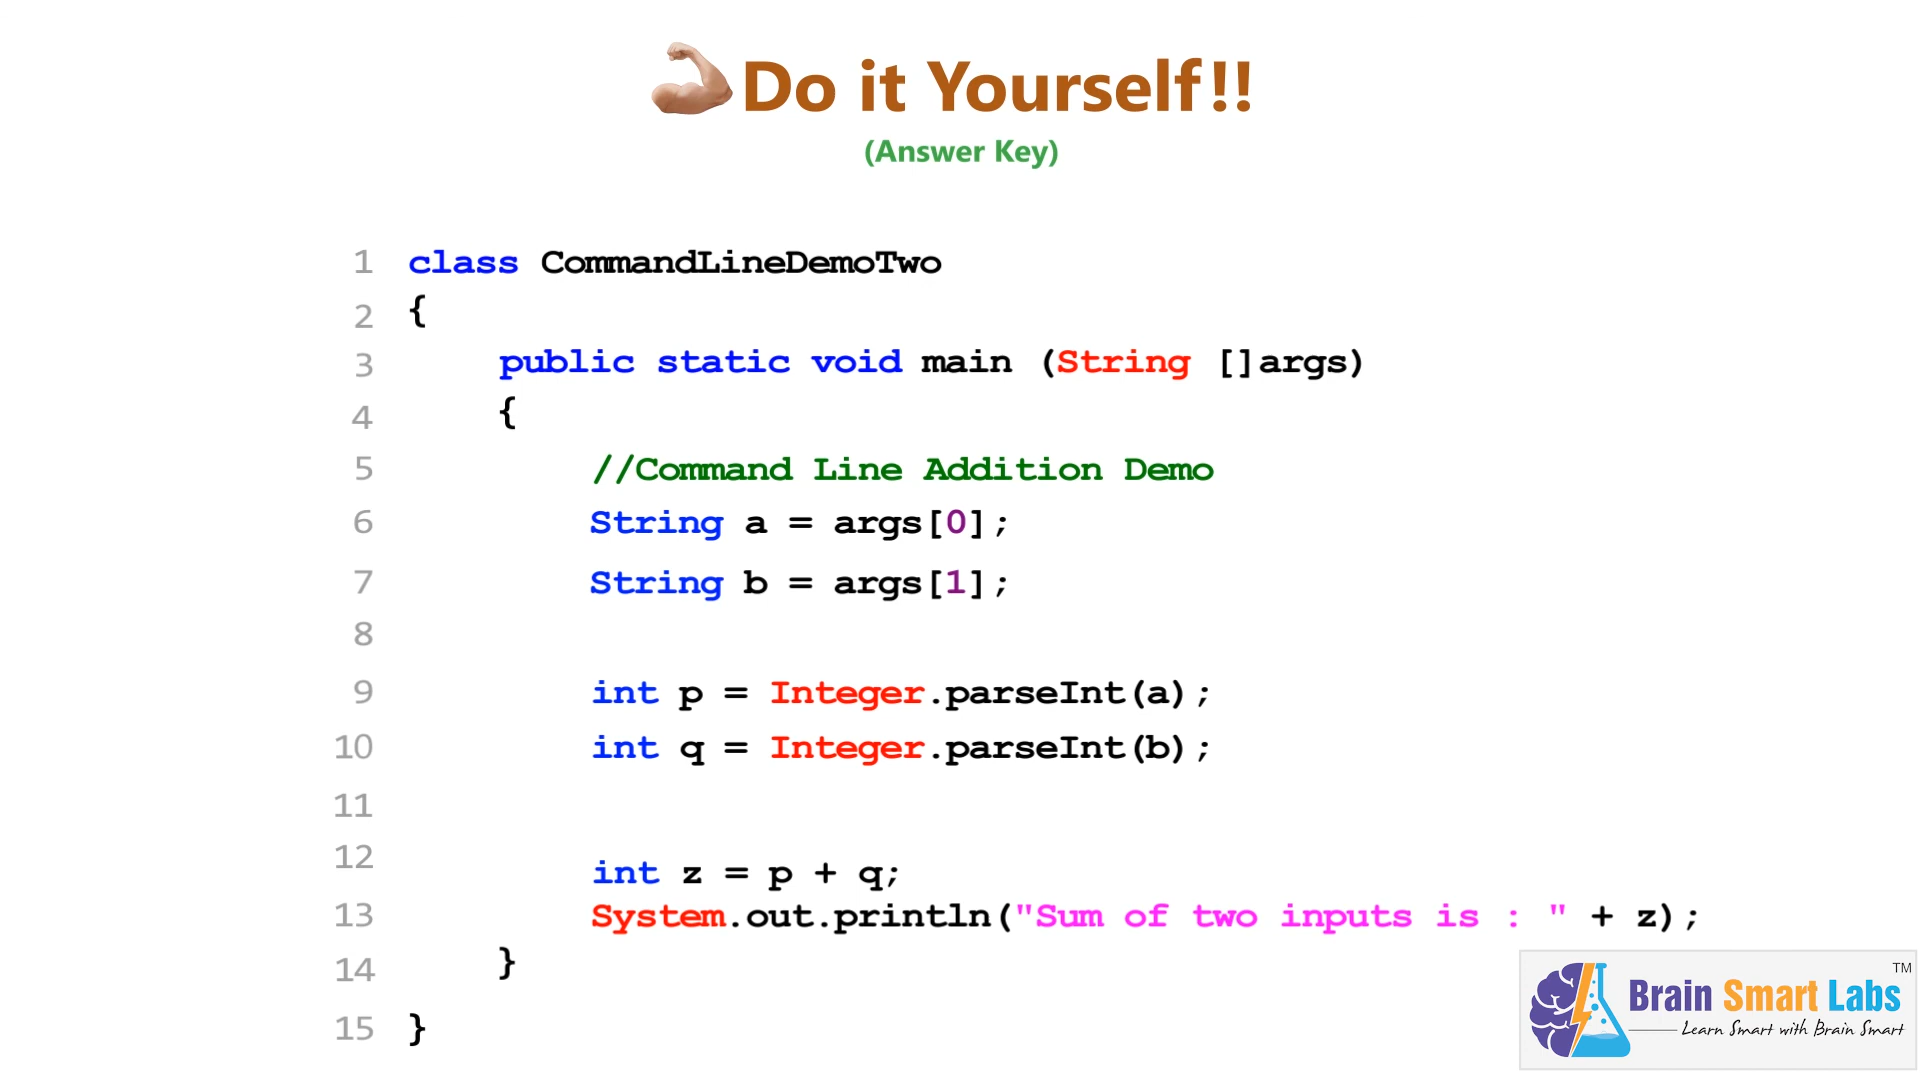 Do it Yourself!!
(Answer Key)
1 class CommandLineDemoTwo
2 {
3 public static void main (String []args)
4 {
5 //Command Line Addition Demo
6 String a = args[0];
7 String b = args[1];
8
9 int p = Integer.parseInt(a);
10 int q = Integer.parseInt(b);
11
12 int z = p + q;
13 System.out.println("Sum of two inputs is : " + z);
14 }
15 }
Brain Smart Labs TM
Learn Smart with Brain Smart